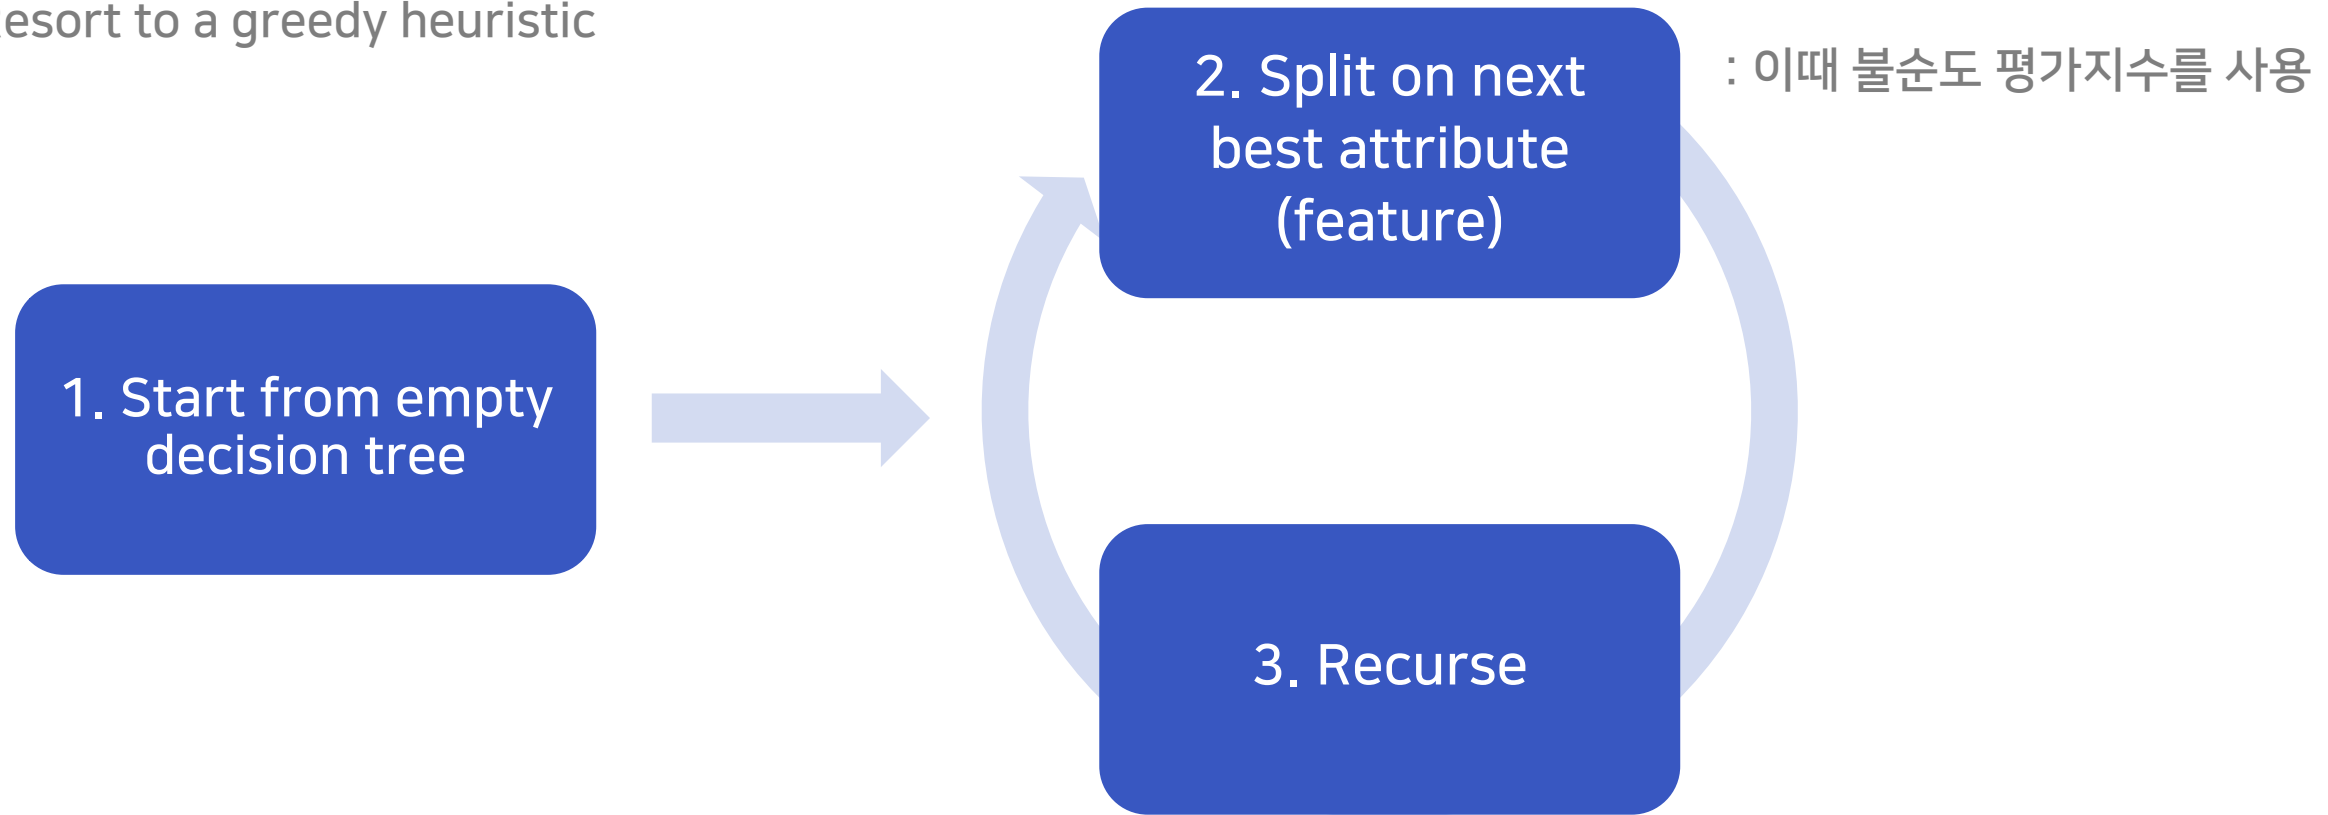 esort to a greedy heuristic
2. Split on next
best attribute
(feature)
: 이때 불순도 평가지수를 사용
1. Start from empty
decision tree
3. Recurse